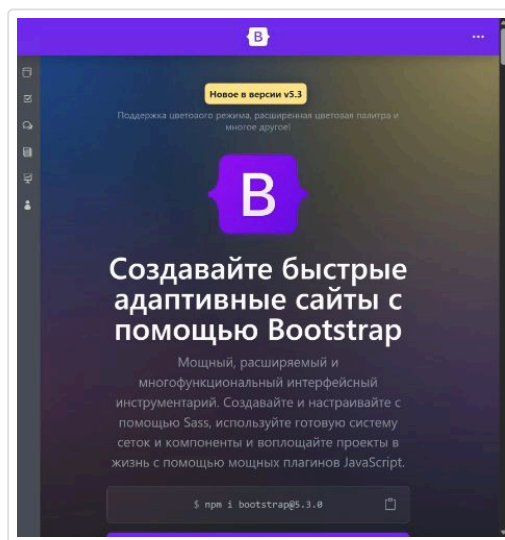 B
...
Новое в версии v5.3
Поддержка цветового режима, расширенная цветовая палитра и
многое другое!
B
Создавайте быстрые
адаптивные сайты с
помощью Bootstrap
Мощный, расширяемый и
многофункциональный интерфейсный
инструментарий. Создавайте и настраивайте с
помощью Sass, используйте готовую систему
сеток и компоненты и воплощайте проекты в
жизнь с помощью мощных плагинов JavaScript.
$ npm i bootstrap@5.3.0